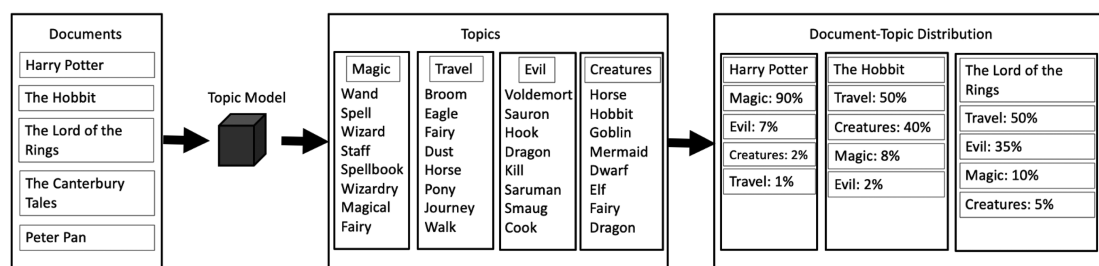 Documents
Harry Potter
The Hobbit
The Lord of the
Rings
The Canterbury
Tales
Peter Pan
Topic Model
Topics
Magic
Wand
Spell
Wizard
Staff
Spellbook
Wizardry
Magical
Fairy
Travel
Broom
Eagle
Fairy
Dust
Horse
Pony
Journey
Walk
Evil
Voldemort
Sauron
Hook
Dragon
Kill
Saruman
Smaug
Cook
Creatures
Horse
Hobbit
Goblin
Mermaid
Dwarf
Elf
Fairy
Dragon
Document-Topic Distribution
Harry Potter
Magic: 90%
Evil: 7%
Creatures: 2%
Travel: 1%
The Hobbit
Travel: 50%
Creatures: 40%
Magic: 8%
Evil: 2%
The Lord of the
Rings
Travel: 50%
Evil: 35%
Magic: 10%
Creatures: 5%